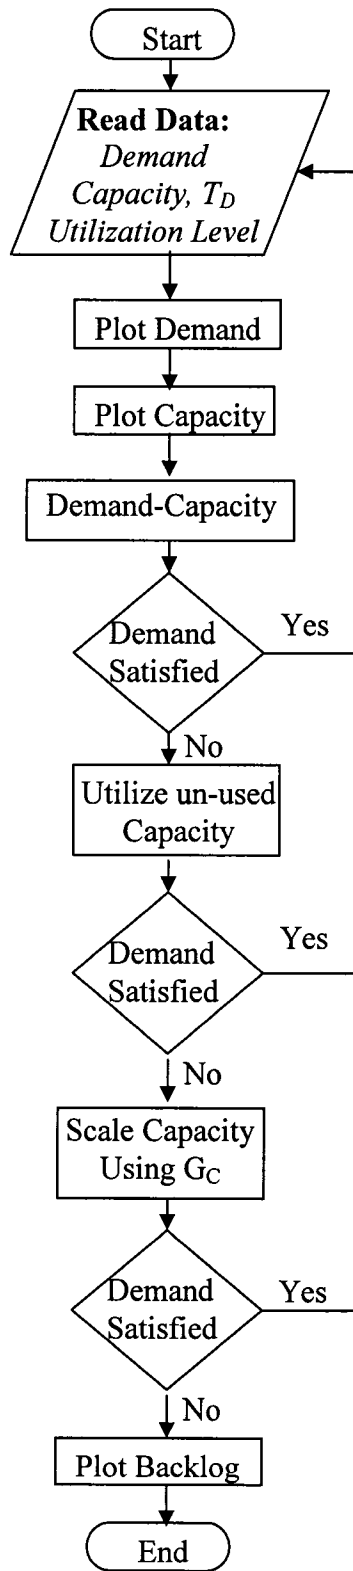 Start
Read Data:
Demand
Capacity, T_D
Utilization Level
Plot Demand
Plot Capacity
Demand-Capacity
Demand
Satisfied
Yes
No
Utilize un-used
Capacity
Demand
Satisfied
Yes
No
Scale Capacity
Using G_C
Demand
Satisfied
Yes
No
Plot Backlog
End